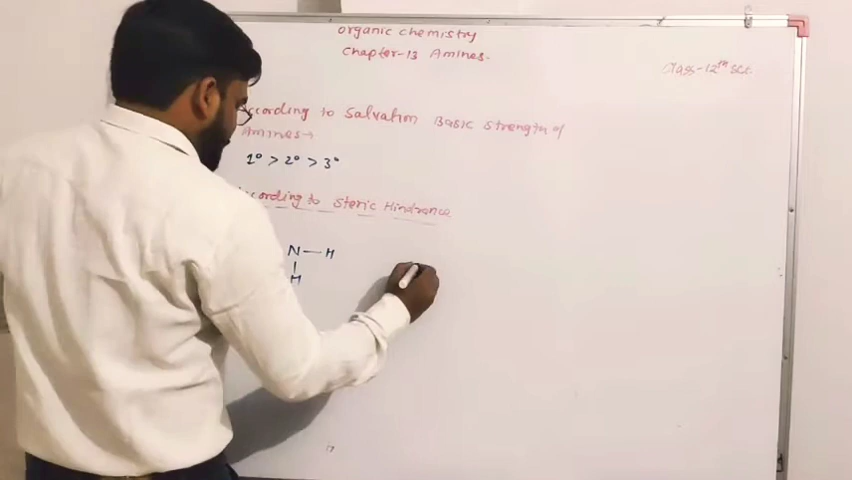 organic chemistry
Chapter-13 Amines.
Class-12th sci.
ccording to Salvation Basic strength of
Amines→
1° > 2° > 3°
ccording to Steric Hindrance
N — H
H